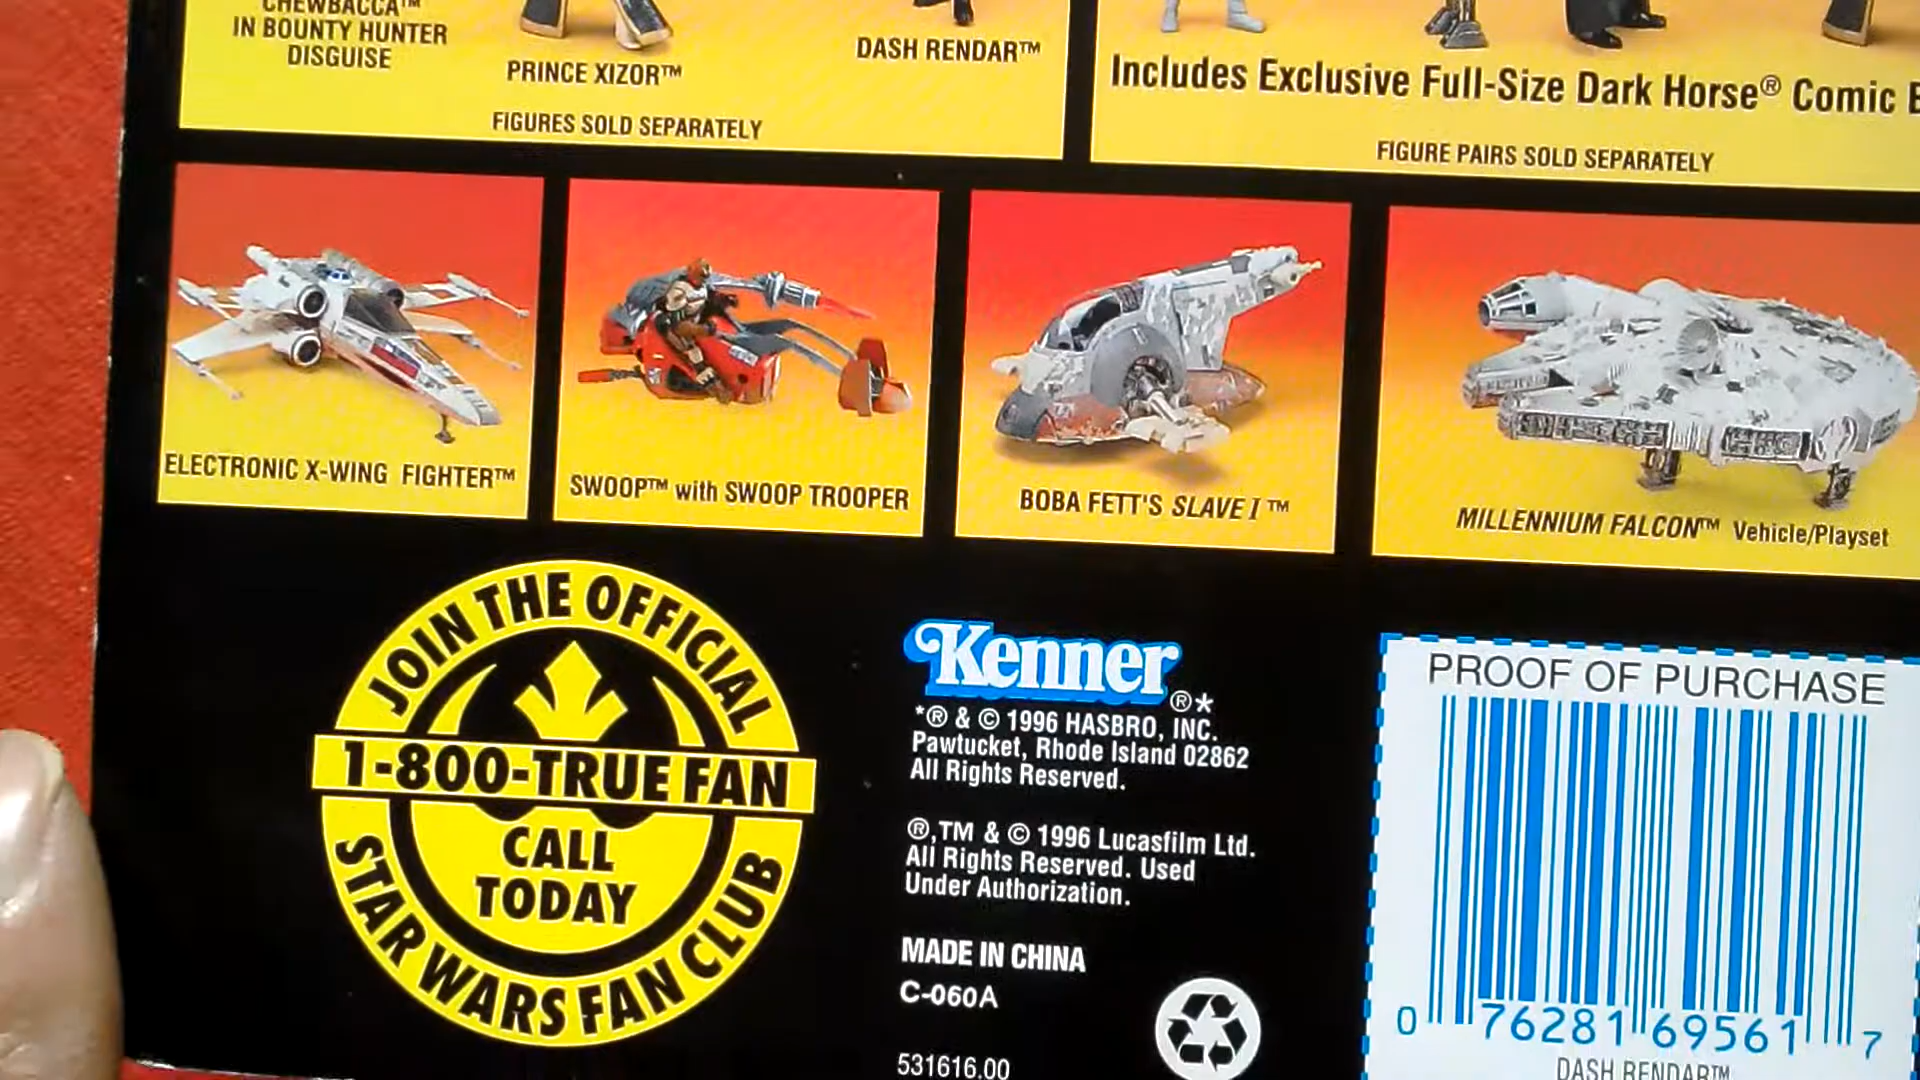 CHEWBACCA™
IN BOUNTY HUNTER
DISGUISE
PRINCE XIZOR™
DASH RENDAR™
FIGURES SOLD SEPARATELY
Includes Exclusive Full-Size Dark Horse® Comic
FIGURE PAIRS SOLD SEPARATELY
ELECTRONIC X-WING FIGHTER™
SWOOP™ with SWOOP TROOPER
BOBA FETT'S SLAVE I™
MILLENNIUM FALCON™ Vehicle/Playset
JOIN THE OFFICIAL
1-800-TRUE FAN
CALL
TODAY
STAR WARS FAN CLUB
Kenner®*
*® & © 1996 HASBRO, INC.
Pawtucket, Rhode Island 02862
All Rights Reserved.
®,TM & © 1996 Lucasfilm Ltd.
All Rights Reserved. Used
Under Authorization.
MADE IN CHINA
C-060A
531616.00
PROOF OF PURCHASE
0 76281 69561 7
DASH RENDAR™